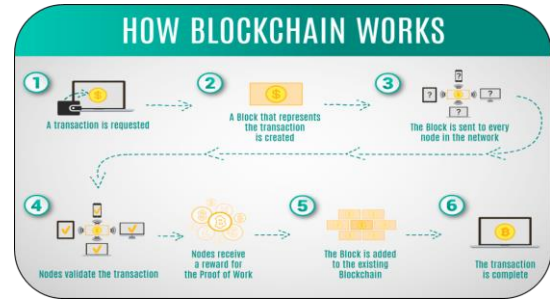 HOW BLOCKCHAIN WORKS
1
A transaction is requested
2
A Block that represents
the transaction
is created
3
? ? ? ?
The Block is sent to every
node in the network
4
Nodes validate the transaction
Nodes receive
a reward for
the Proof of Work
5
The Block is added
to the existing
Blockchain
6
The transaction
is complete